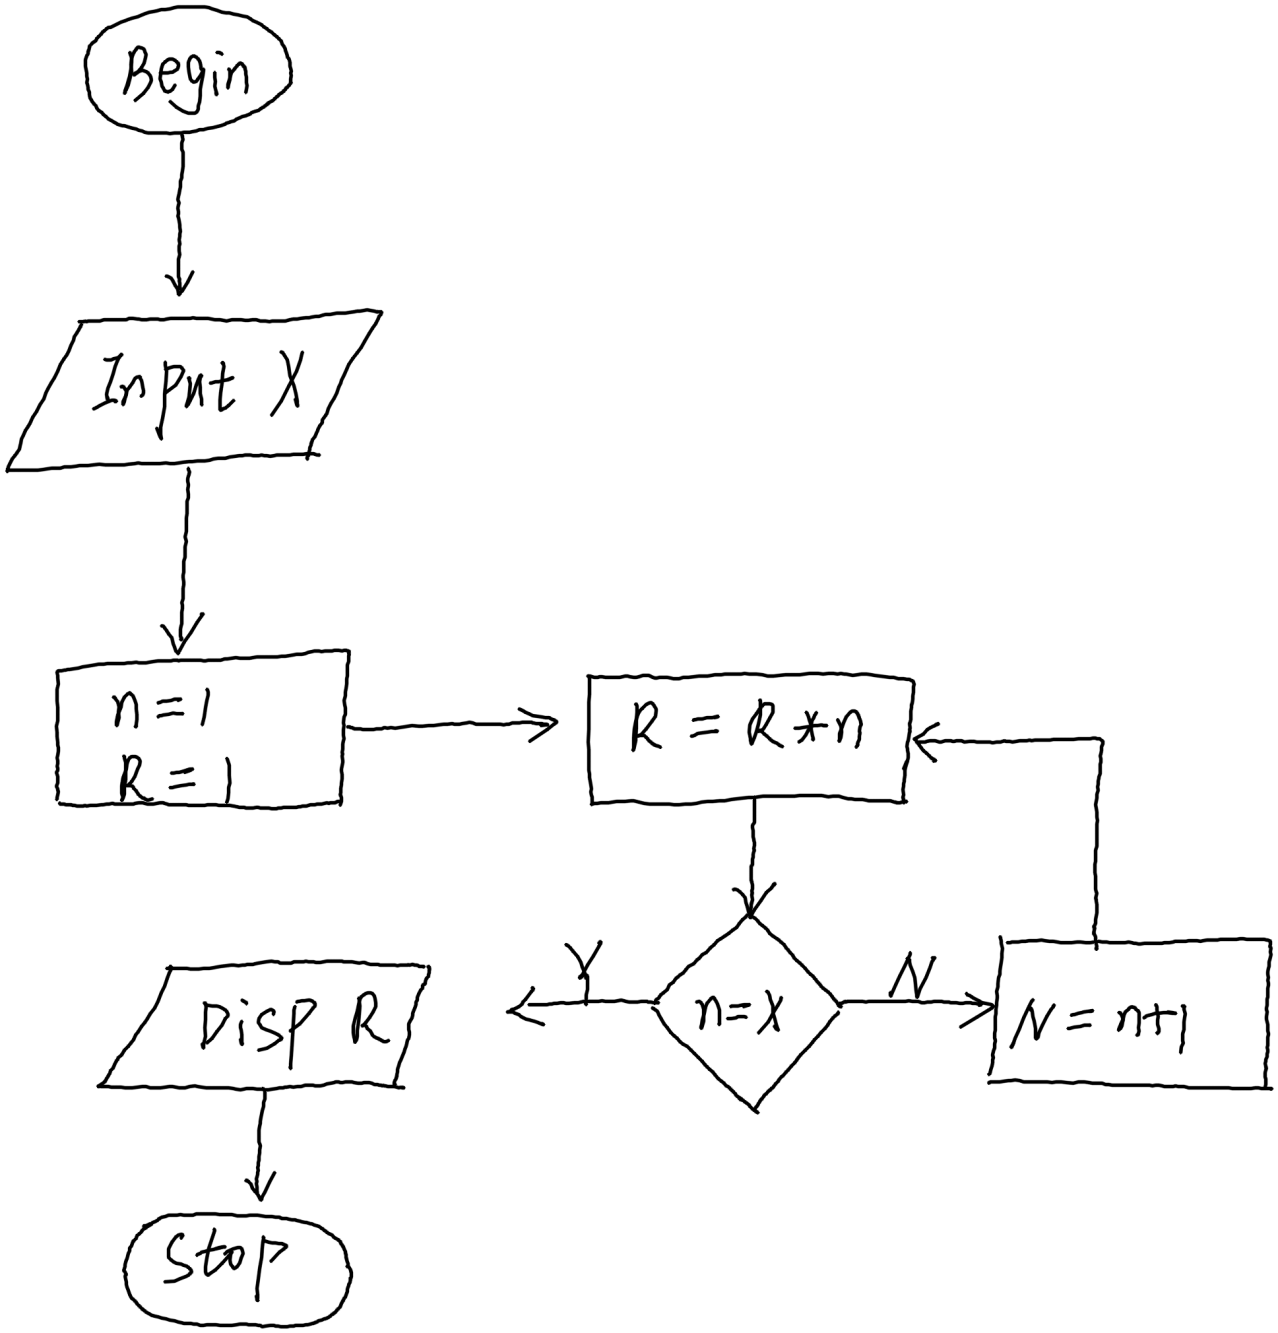 Begin
Input X
n = 1
R = 1
R = R * n
n = X
Y
N
N = n+1
Disp R
Stop